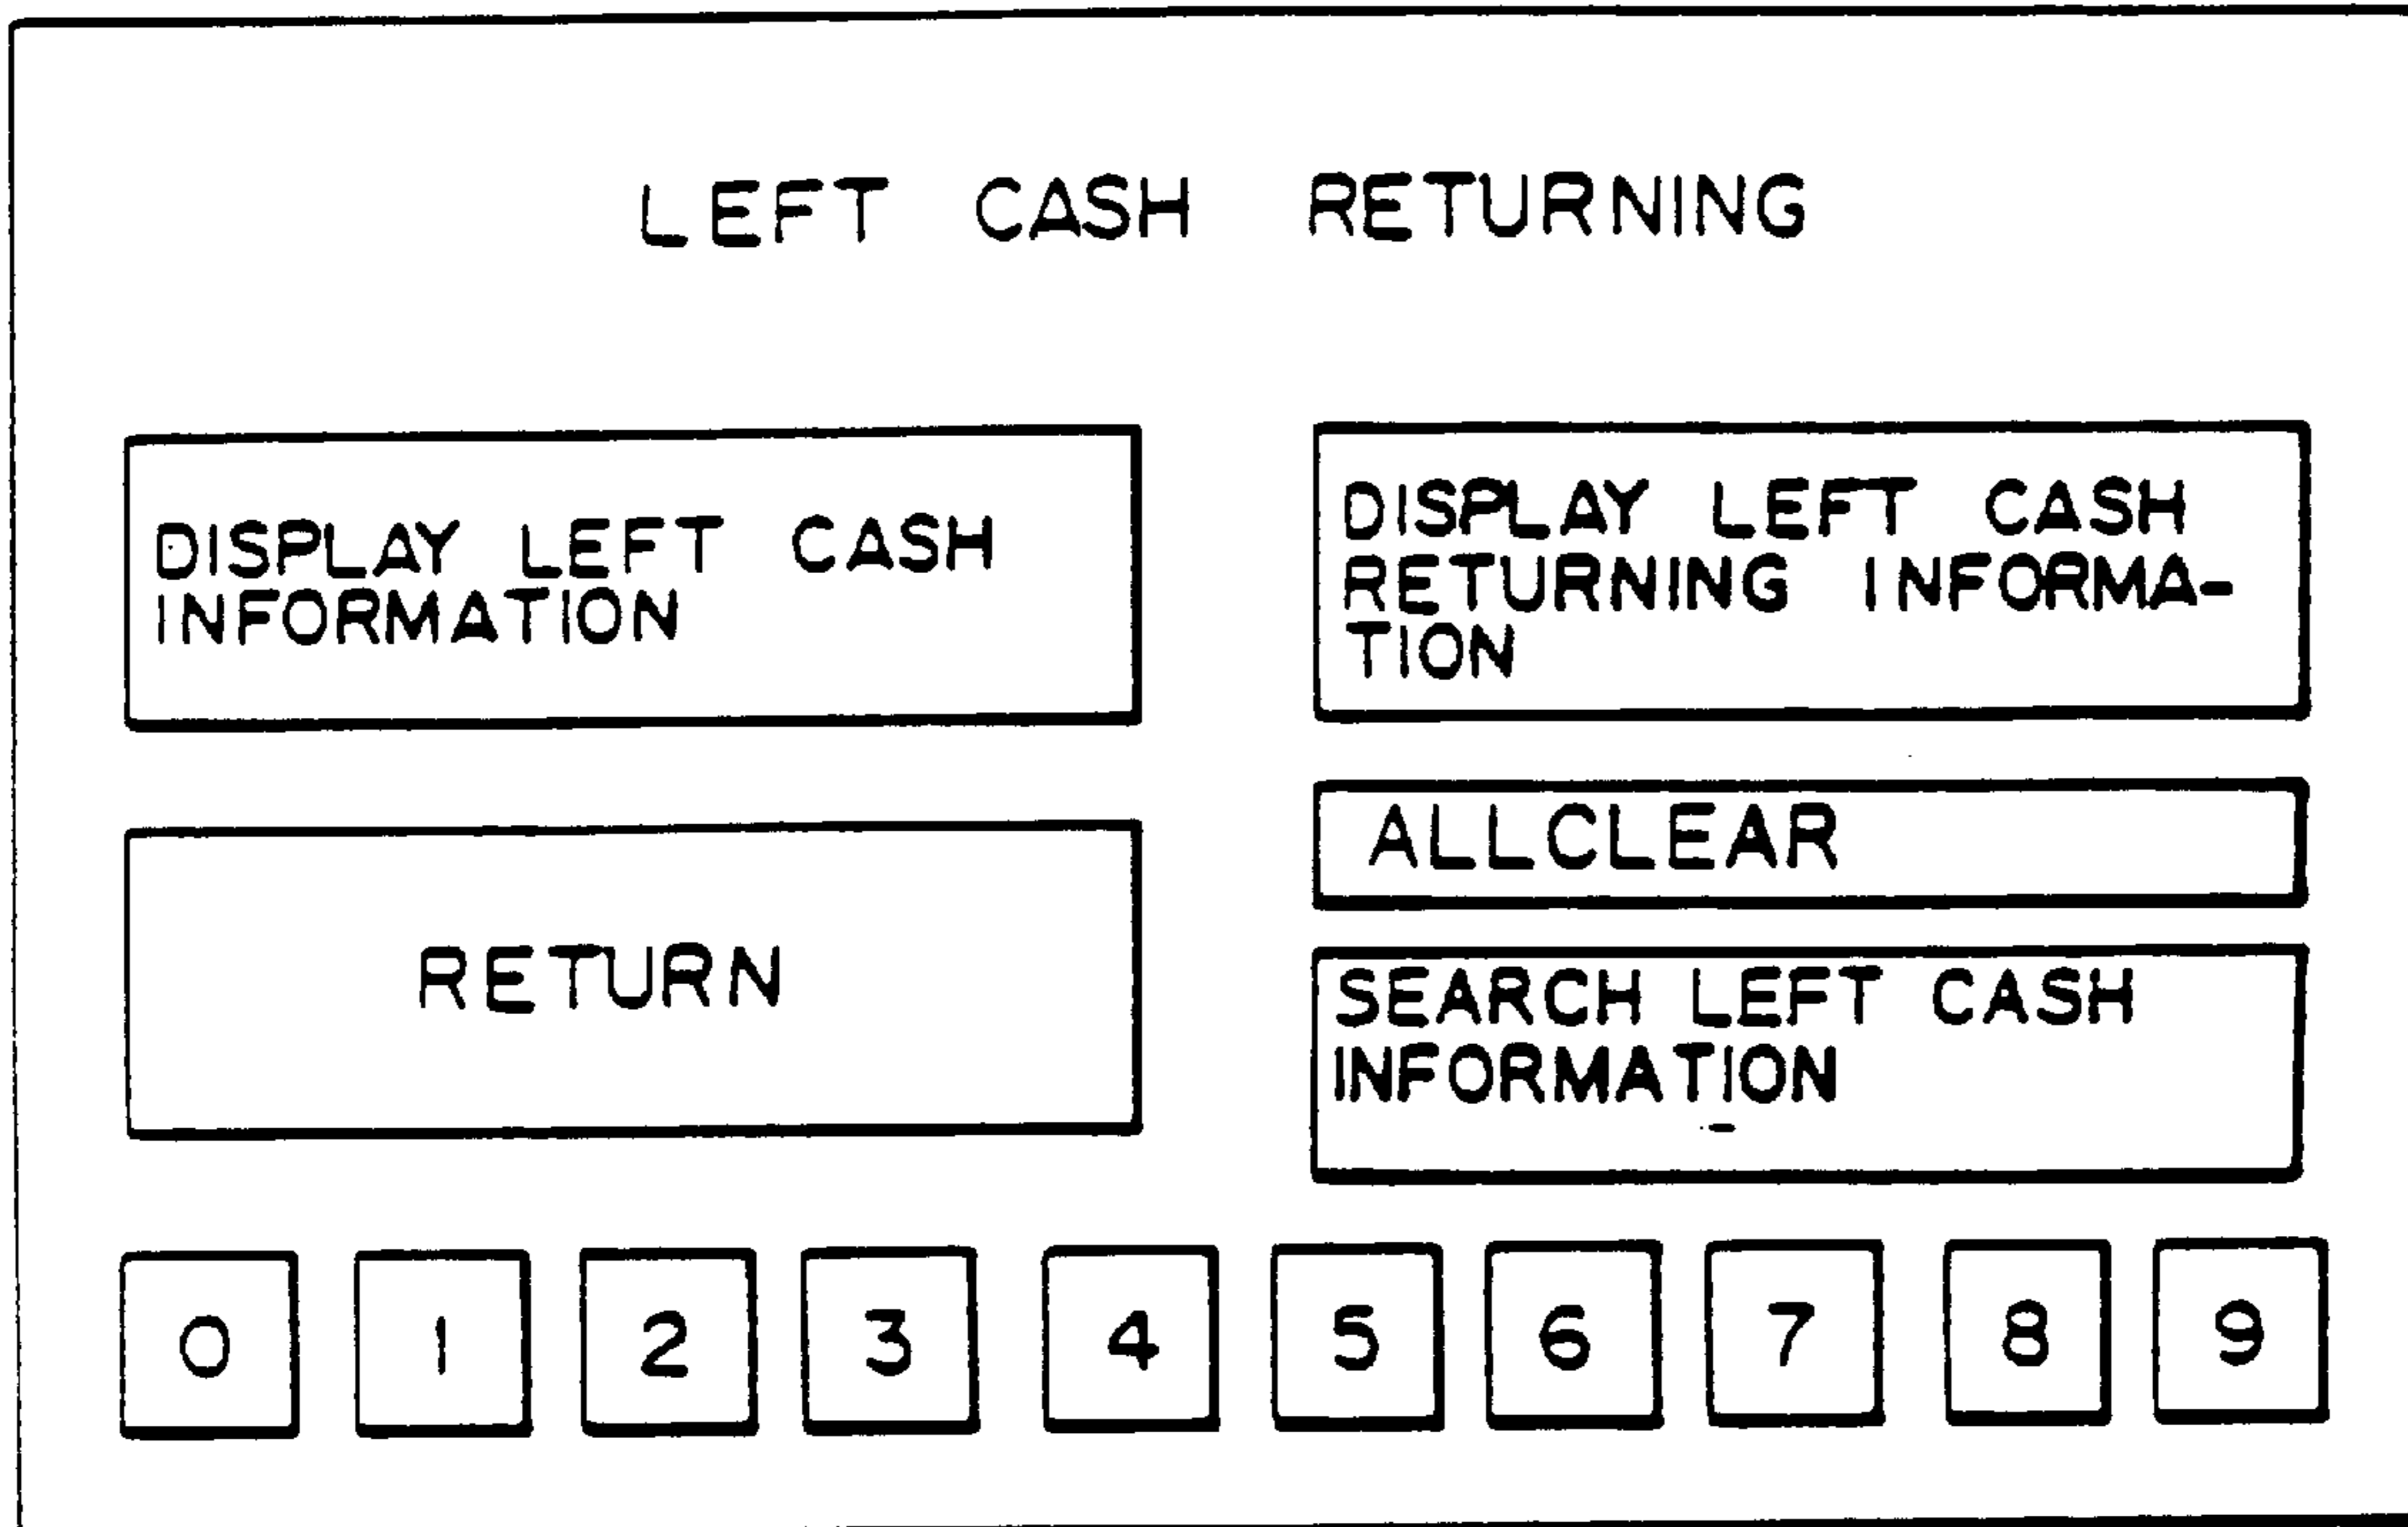 LEFT CASH RETURNING
DISPLAY LEFT CASH
INFORMATION
DISPLAY LEFT CASH
RETURNING INFORMA-
TION
RETURN
ALLCLEAR
SEARCH LEFT CASH
INFORMATION
0 1 2 3 4 5 6 7 8 9